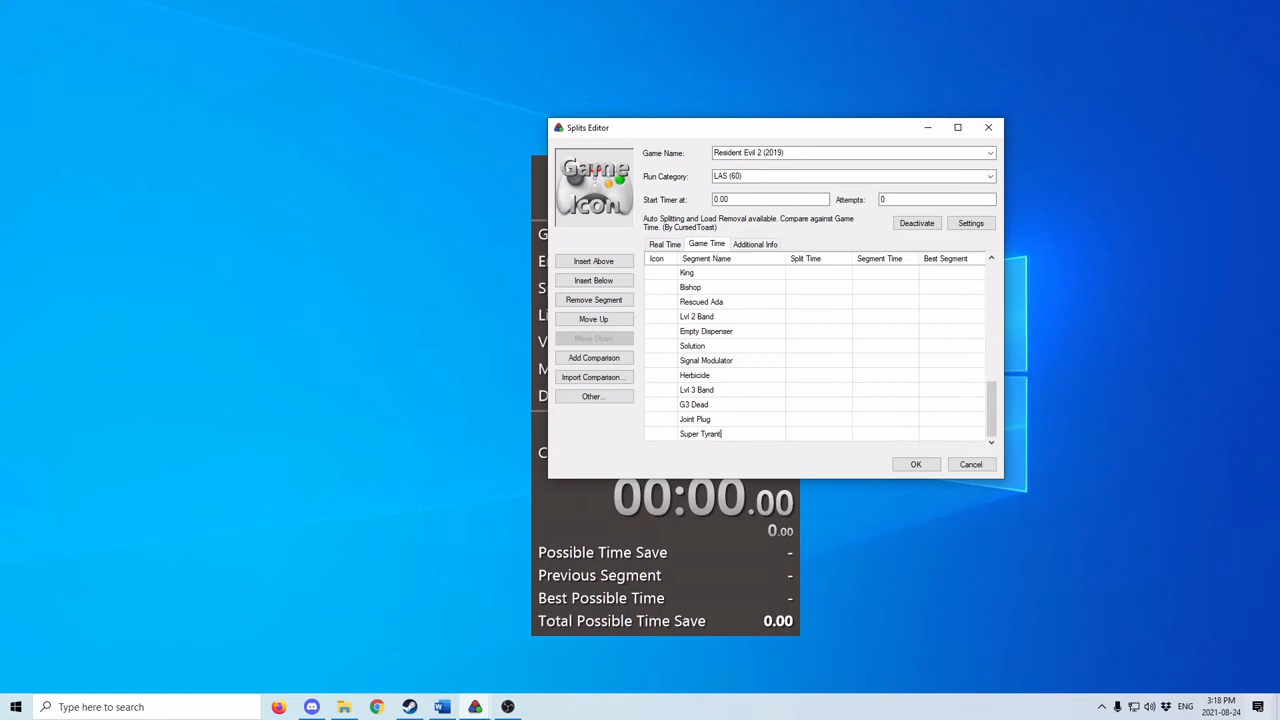 Splits Editor
Game Icon
Game Name: Resident Evil 2 (2019)
Run Category: LAS (60)
Start Timer at: 0.00 Attempts: 0
Auto Splitting and Load Removal available. Compare against Game
Time. (By CursedToast)
Deactivate Settings
Real Time Game Time Additional Info
Icon Segment Name Split Time Segment Time Best Segment
King
Bishop
Rescued Ada
Lvl 2 Band
Empty Dispenser
Solution
Signal Modulator
Herbicide
Lvl 3 Band
G3 Dead
Joint Plug
Super Tyrant
Insert Above
Insert Below
Remove Segment
Move Up
Move Down
Add Comparison
Import Comparison...
Other...
OK Cancel
00:00.00
0.00
Possible Time Save -
Previous Segment -
Best Possible Time -
Total Possible Time Save 0.00
Type here to search
ENG
3:18 PM
2021-08-24